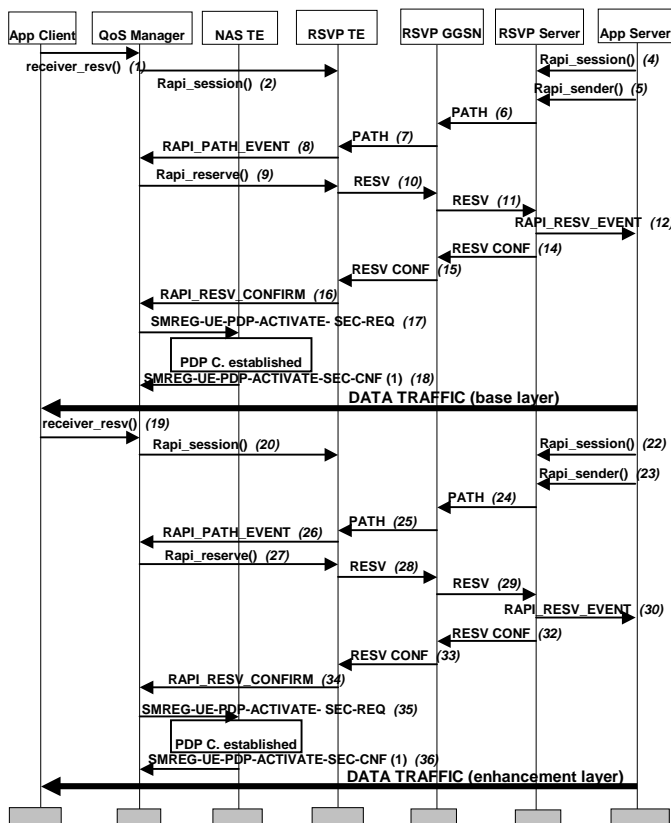 App Client QoS Manager NAS TE RSVP TE RSVP GGSN RSVP Server App Server
receiver_resv() (1)
Rapi_session() (2)
Rapi_session() (4)
Rapi_sender() (5)
PATH (6)
PATH (7)
RAPI_PATH_EVENT (8)
Rapi_reserve() (9)
RESV (10)
RESV (11)
RAPI_RESV_EVENT (12)
RESV CONF (14)
RESV CONF (15)
RAPI_RESV_CONFIRM (16)
SMREG-UE-PDP-ACTIVATE- SEC-REQ (17)
PDP C. established
SMREG-UE-PDP-ACTIVATE-SEC-CNF (1) (18)
DATA TRAFFIC (base layer)
receiver_resv() (19)
Rapi_session() (20)
Rapi_session() (22)
Rapi_sender() (23)
PATH (24)
PATH (25)
RAPI_PATH_EVENT (26)
Rapi_reserve() (27)
RESV (28)
RESV (29)
RAPI_RESV_EVENT (30)
RESV CONF (32)
RESV CONF (33)
RAPI_RESV_CONFIRM (34)
SMREG-UE-PDP-ACTIVATE- SEC-REQ (35)
PDP C. established
SMREG-UE-PDP-ACTIVATE-SEC-CNF (1) (36)
DATA TRAFFIC (enhancement layer)